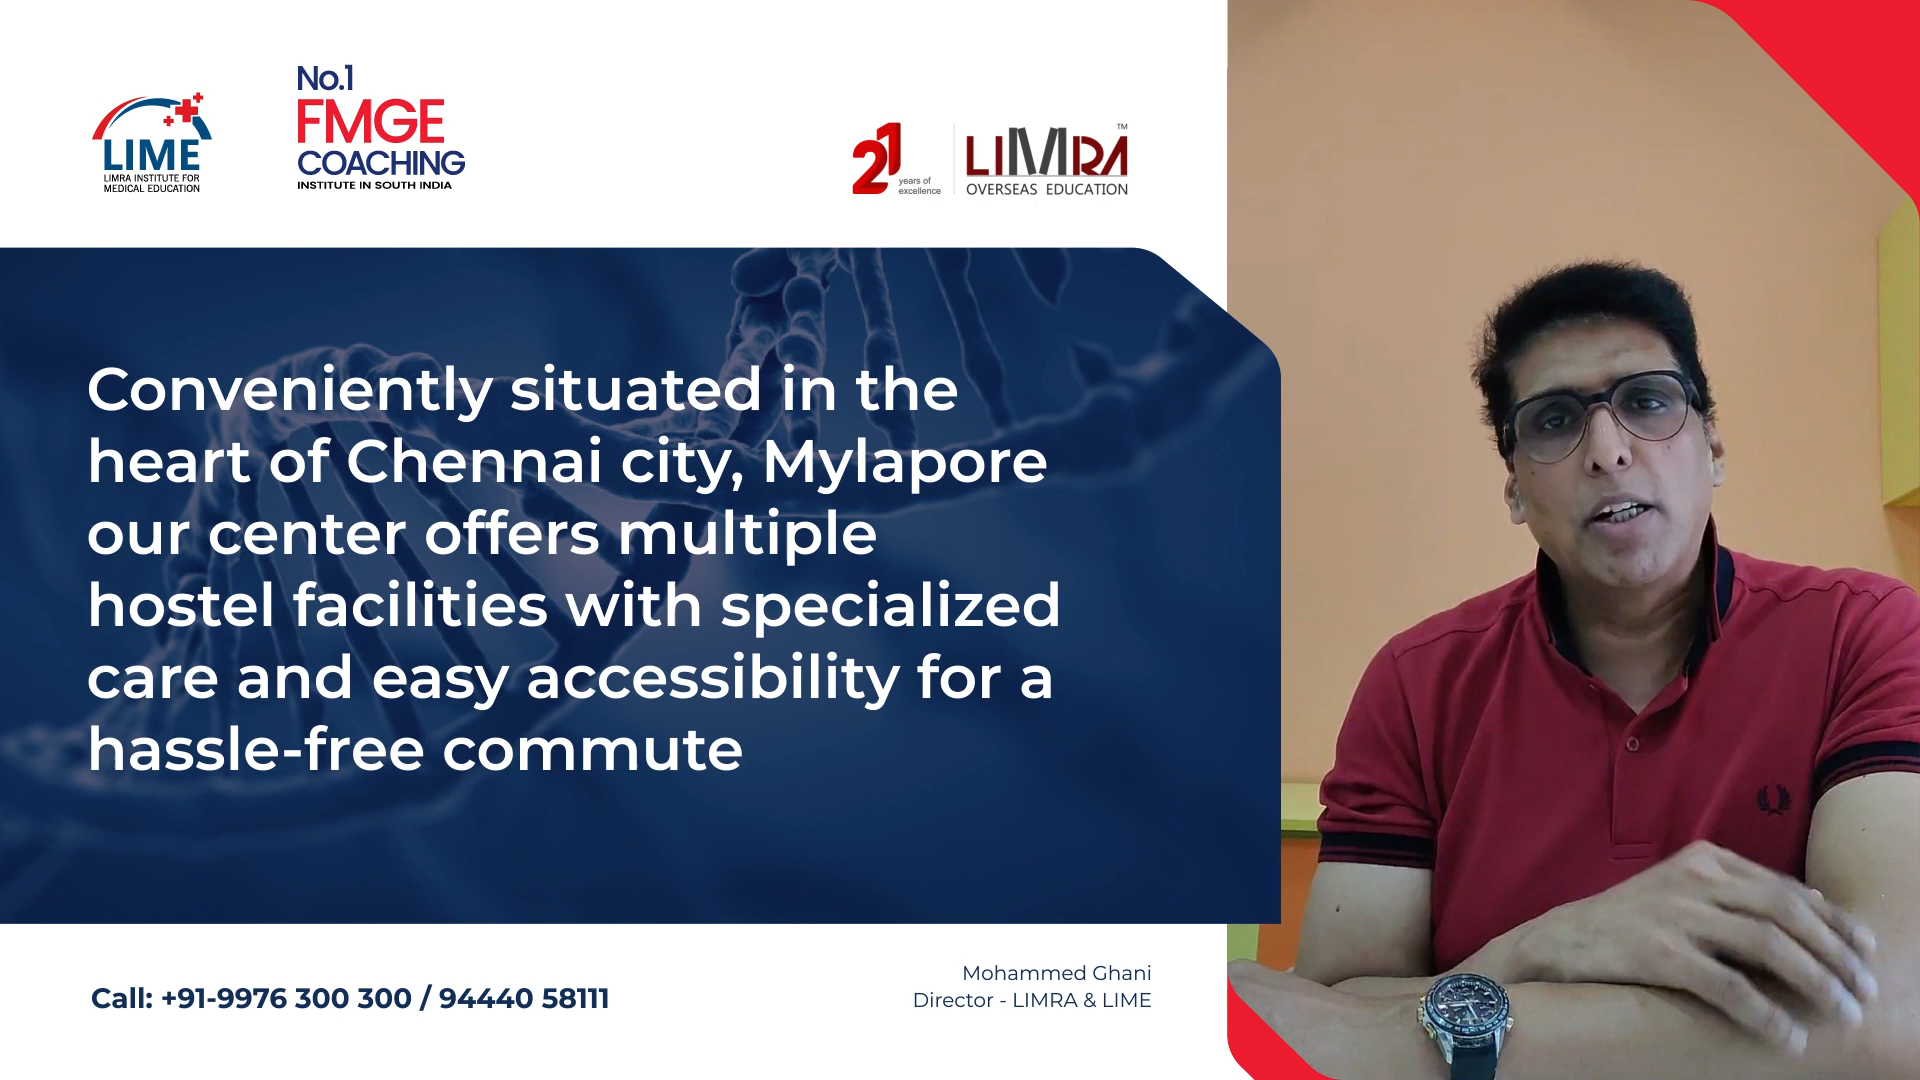 LIME
LIMRA INSTITUTE FOR
MEDICAL EDUCATION
No.1
FMGE
COACHING
INSTITUTE IN SOUTH INDIA
21
years of
excellence
LIMRA
TM
OVERSEAS EDUCATION
Conveniently situated in the
heart of Chennai city, Mylapore
our center offers multiple
hostel facilities with specialized
care and easy accessibility for a
hassle-free commute
Call: +91-9976 300 300 / 94440 58111
Mohammed Ghani
Director - LIMRA & LIME